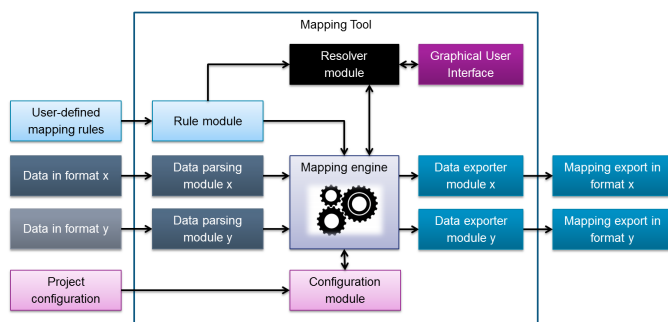 Mapping Tool
Resolver
module
Graphical User
Interface
User-defined
mapping rules
Rule module
Data in format x
Data parsing
module x
Mapping engine
Data exporter
module x
Mapping export in
format x
Data in format y
Data parsing
module y
Data exporter
module y
Mapping export in
format y
Project
configuration
Configuration
module